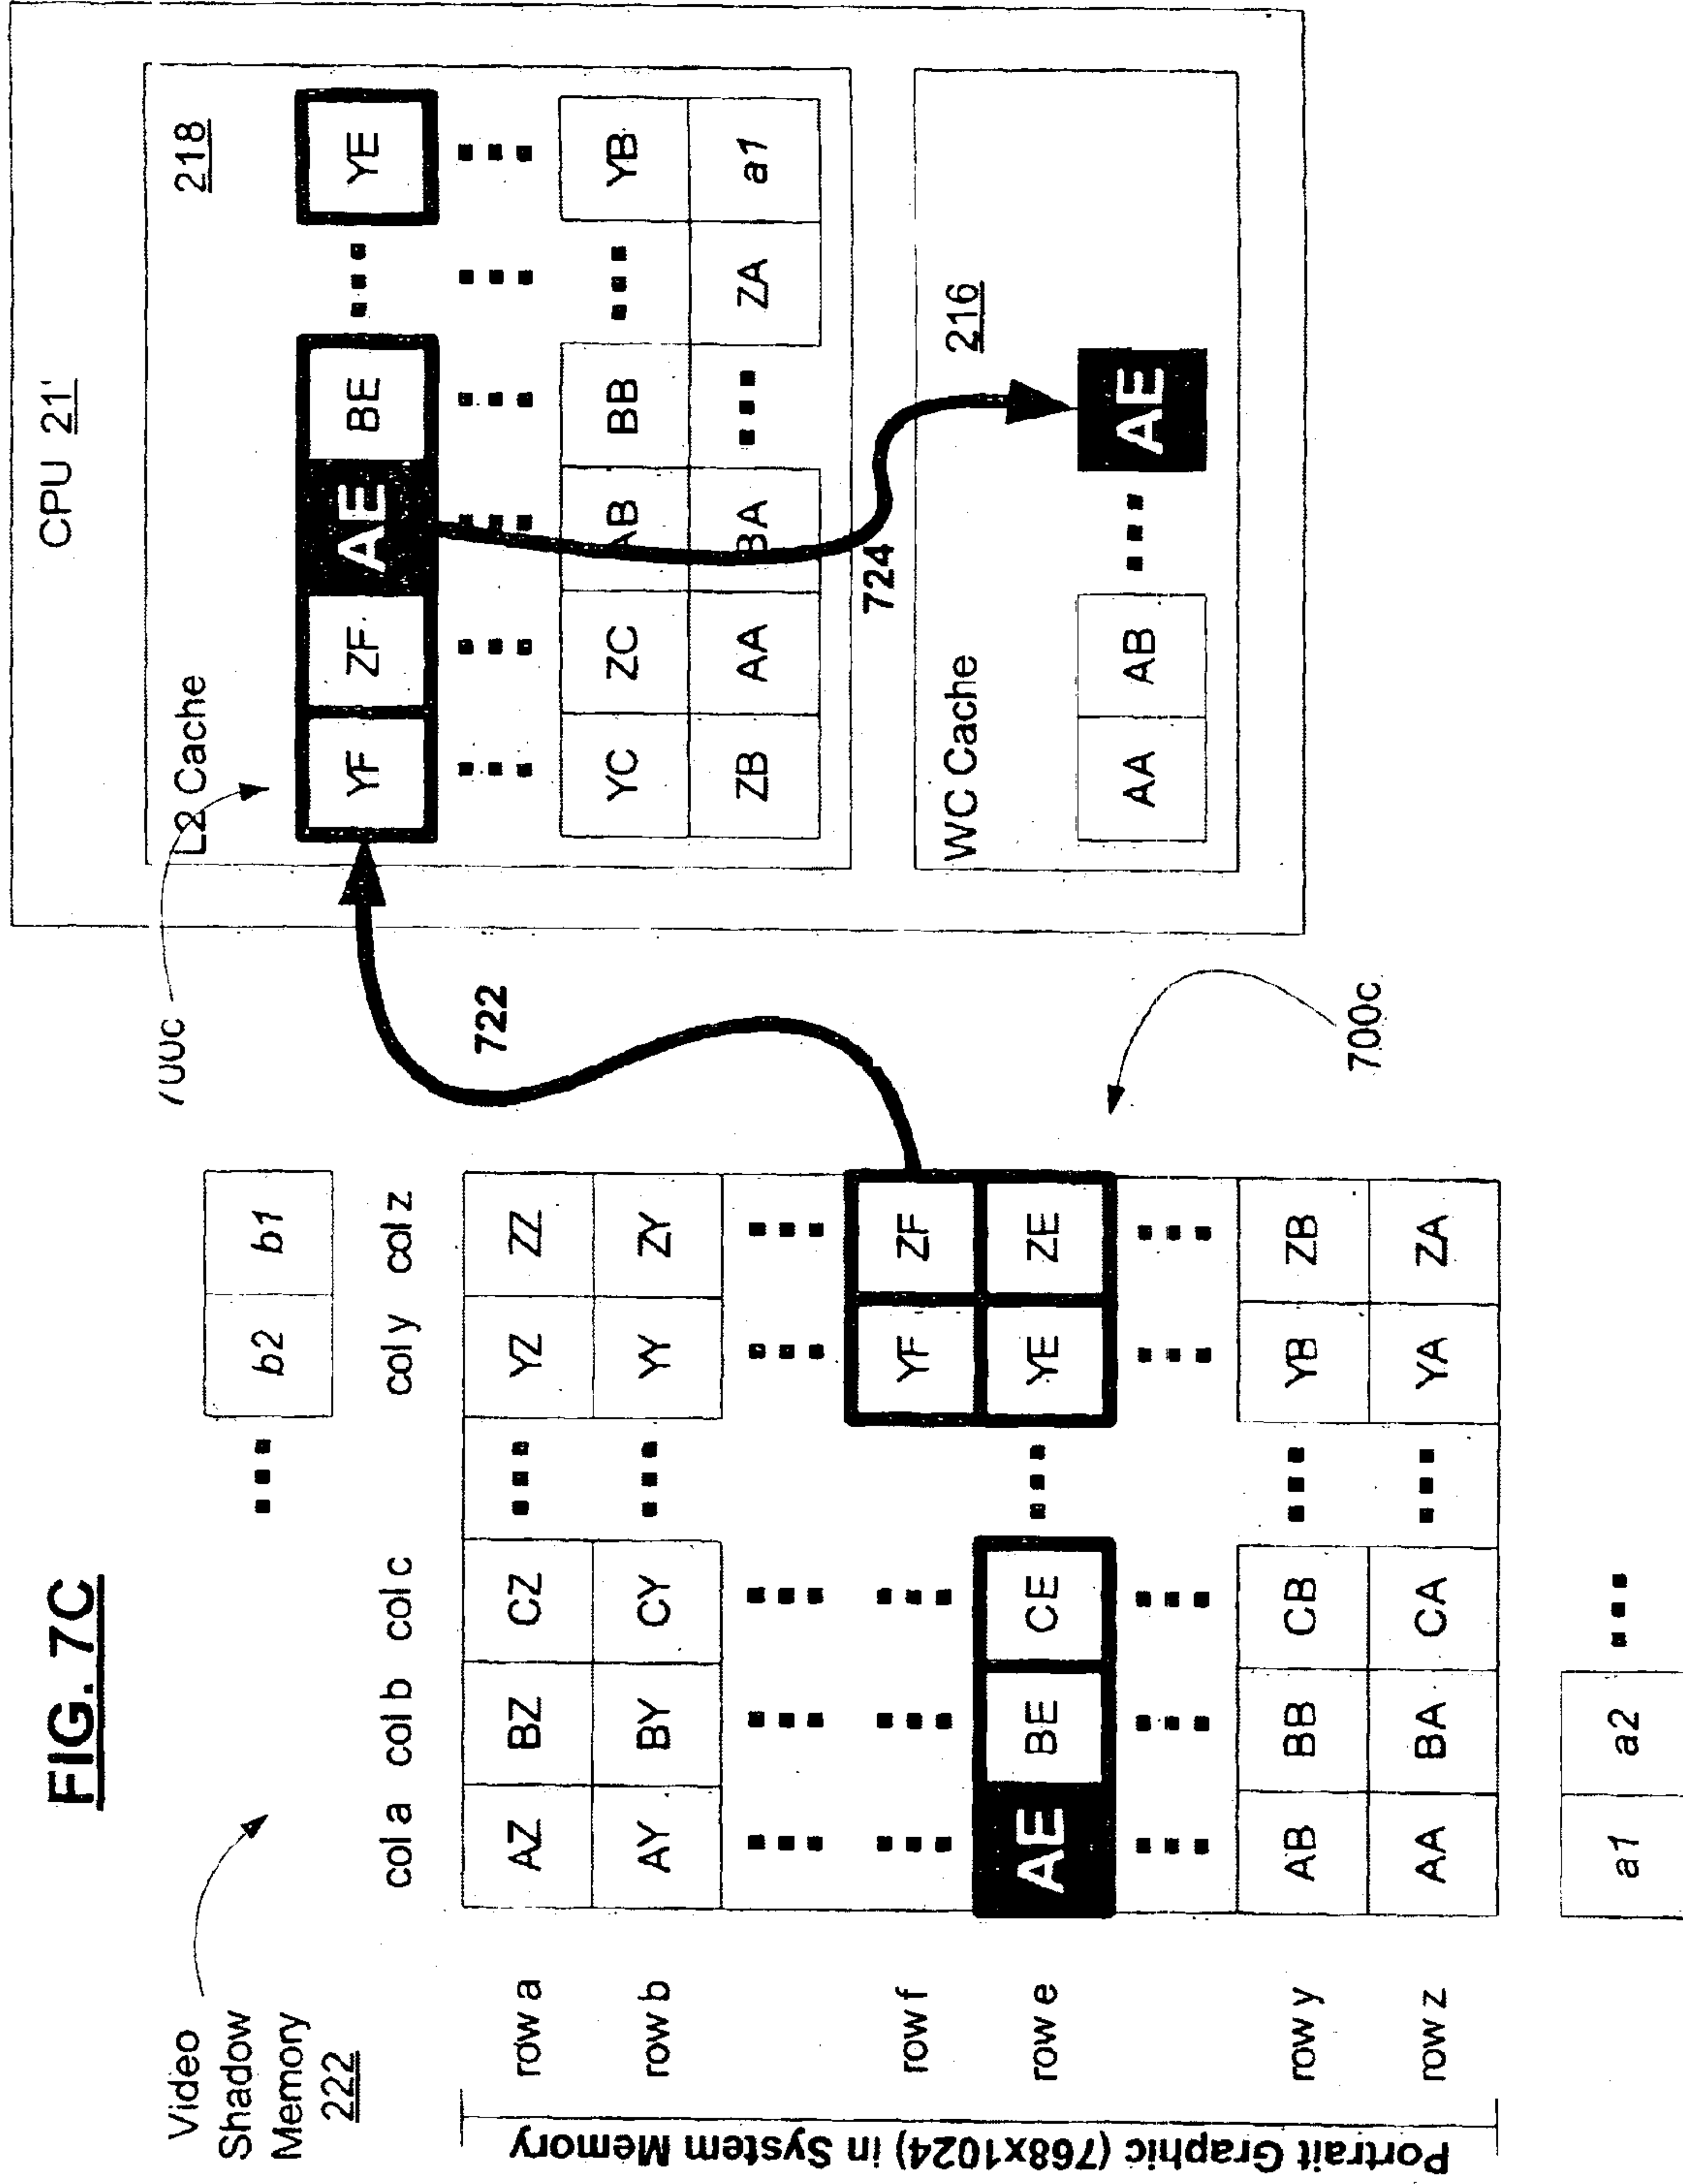 FIG. 7C
Video
Shadow
Memory
222
b2 b1
col a col b col c col y col z
row a AZ BZ CZ YZ ZZ
row b AY BY CY YY ZY
row f YF ZF
row e AE BE CE YE ZE
row y AB BB CB YB ZB
row z AA BA CA YA ZA
a1 a2
Portrait Graphic (768x1024) in System Memory
700c
722
700c
CPU 21'
L2 Cache 218
YF ZF AE BE YE
YC ZC AB BB YB
ZB AA BA ZA a1
724
WC Cache 216
AA AB AE